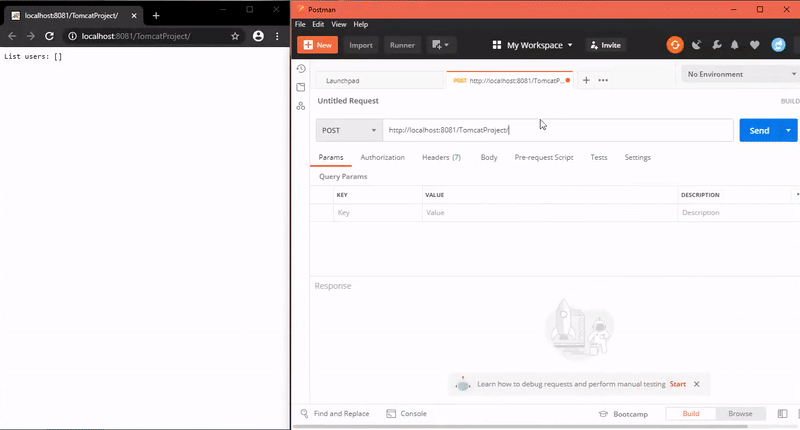 localhost:8081/TomcatProject/
localhost:8081/TomcatProject/
List users: []
Postman
File Edit View Help
New Import Runner My Workspace Invite
Launchpad POST http://localhost:8081/TomcatP... No Environment
Untitled Request BUILD
POST http://localhost:8081/TomcatProject/ Send
Params Authorization Headers (7) Body Pre-request Script Tests Settings
Query Params
KEY VALUE DESCRIPTION
Key Value Description
Response
Learn how to debug requests and perform manual testing Start
Find and Replace Console Bootcamp Build Browse